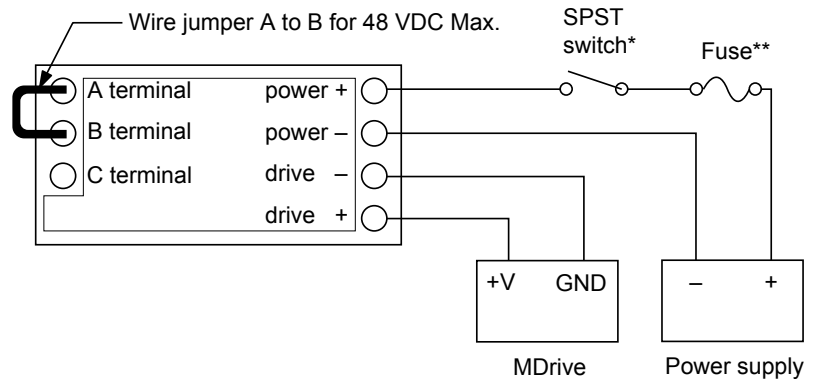 Wire jumper A to B for 48 VDC Max.
SPST
switch*
Fuse**
A terminal power +
B terminal power –
C terminal drive –
drive +
+V GND
– +
MDrive
Power supply